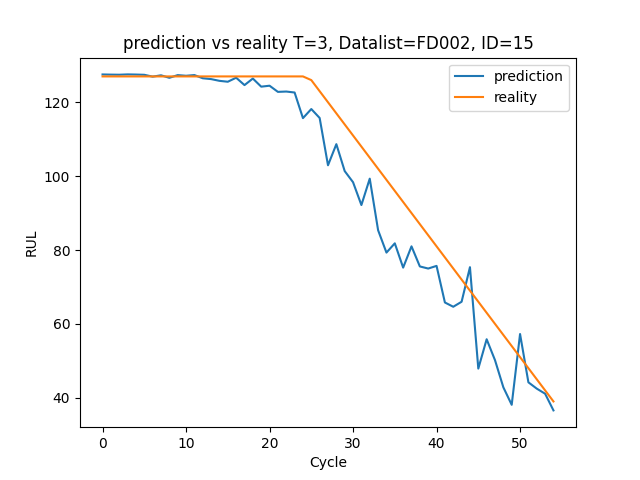 prediction vs reality T=3, Datalist=FD002, ID=15
prediction
reality
120
100
80
60
40
RUL
0 10 20 30 40 50
Cycle